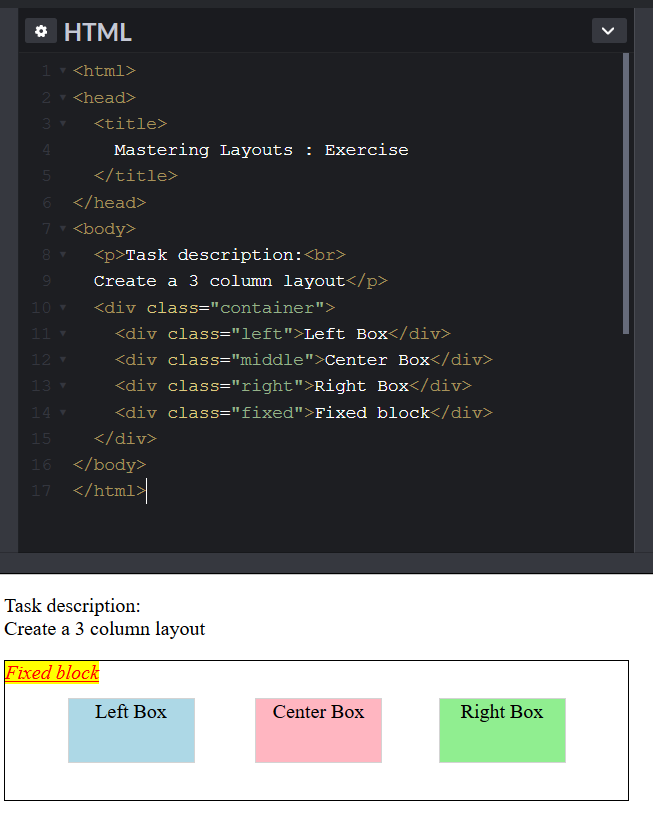 HTML
1 <html>
2 <head>
3 <title>
4 Mastering Layouts : Exercise
5 </title>
6 </head>
7 <body>
8 <p>Task description:<br>
9 Create a 3 column layout</p>
10 <div class="container">
11 <div class="left">Left Box</div>
12 <div class="middle">Center Box</div>
13 <div class="right">Right Box</div>
14 <div class="fixed">Fixed block</div>
15 </div>
16 </body>
17 </html>
Task description:
Create a 3 column layout
Fixed block
Left Box Center Box Right Box